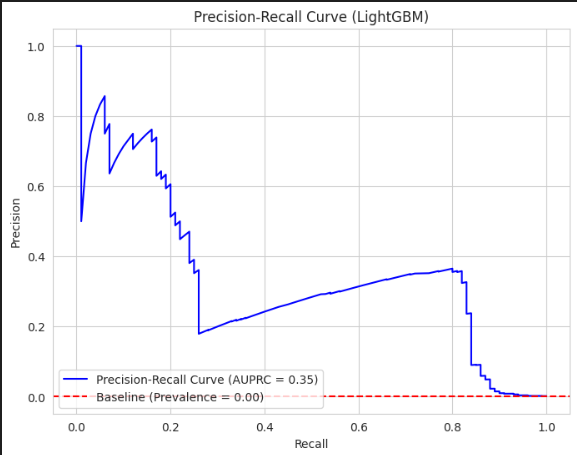 Precision-Recall Curve (LightGBM)
1.0
0.8
0.6
0.4
0.2
0.0
Precision
Precision-Recall Curve (AUPRC = 0.35)
Baseline (Prevalence = 0.00)
0.0 0.2 0.4 0.6 0.8 1.0
Recall